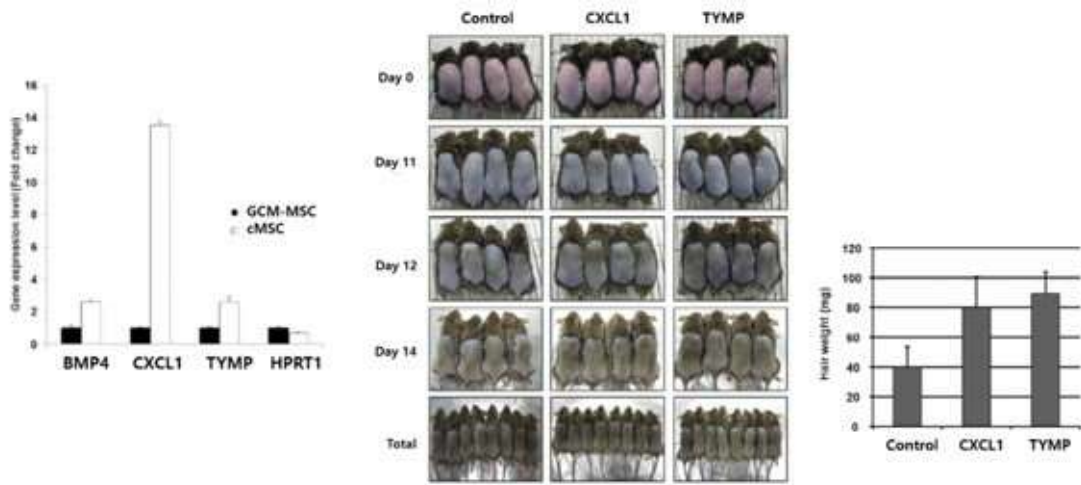 Gene expression level (Fold change)
16
14
12
10
8
6
4
2
0
GCM-MSC
cMSC
BMP4 CXCL1 TYMP HPRT1
Control CXCL1 TYMP
Day 0
Day 11
Day 12
Day 14
Total
Hair weight (mg)
120
100
80
60
40
20
0
Control CXCL1 TYMP